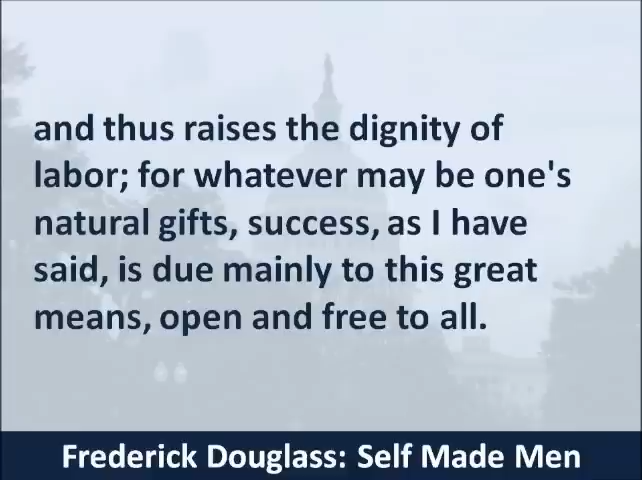 and thus raises the dignity of
labor; for whatever may be one's
natural gifts, success, as I have
said, is due mainly to this great
means, open and free to all.
Frederick Douglass: Self Made Men